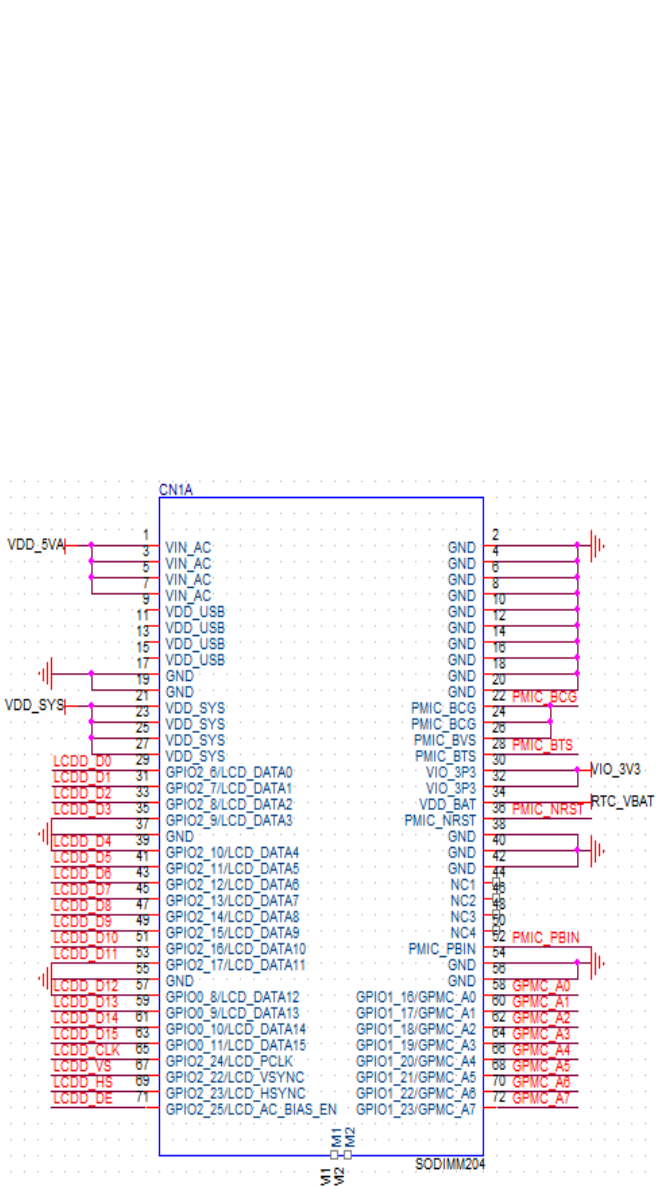 CN1A
VDD_5VA 1 VIN_AC GND 2
3 VIN_AC GND 4
5 VIN_AC GND 6
7 VIN_AC GND 8
9 VDD_USB GND 10
11 VDD_USB GND 12
13 VDD_USB GND 14
15 VDD_USB GND 16
17 GND GND 18
19 GND GND 20
VDD_SYS 21 VDD_SYS PMIC_BCG 22 PMIC_BCG
23 VDD_SYS PMIC_BCG 24
25 VDD_SYS PMIC_BVS 26
27 VDD_SYS PMIC_BTS 28 PMIC_BTS
LCDD_D0 29 GPIO2_6/LCD_DATA0 VIO_3P3 30 VIO_3V3
LCDD_D1 31 GPIO2_7/LCD_DATA1 VIO_3P3 32
LCDD_D2 33 GPIO2_8/LCD_DATA2 VDD_BAT 34 RTC_VBAT
LCDD_D3 35 GPIO2_9/LCD_DATA3 PMIC_NRST 36 PMIC_NRST
37 GND GND 38
LCDD_D4 39 GPIO2_10/LCD_DATA4 GND 40
LCDD_D5 41 GPIO2_11/LCD_DATA5 GND 42
LCDD_D6 43 GPIO2_12/LCD_DATA6 NC1 44
LCDD_D7 45 GPIO2_13/LCD_DATA7 NC2 46
LCDD_D8 47 GPIO2_14/LCD_DATA8 NC3 48
LCDD_D9 49 GPIO2_15/LCD_DATA9 NC4 50
LCDD_D10 51 GPIO2_16/LCD_DATA10 PMIC_PBIN 52 PMIC_PBIN
LCDD_D11 53 GPIO2_17/LCD_DATA11 GND 54
55 GND GND 56
LCDD_D12 57 GPIO0_8/LCD_DATA12 GPIO1_16/GPMC_A0 58 GPMC_A0
LCDD_D13 59 GPIO0_9/LCD_DATA13 GPIO1_17/GPMC_A1 60 GPMC_A1
LCDD_D14 61 GPIO0_10/LCD_DATA14 GPIO1_18/GPMC_A2 62 GPMC_A2
LCDD_D15 63 GPIO0_11/LCD_DATA15 GPIO1_19/GPMC_A3 64 GPMC_A3
LCDD_CLK 65 GPIO2_24/LCD_PCLK GPIO1_20/GPMC_A4 66 GPMC_A4
LCDD_VS 67 GPIO2_22/LCD_VSYNC GPIO1_21/GPMC_A5 68 GPMC_A5
LCDD_HS 69 GPIO2_23/LCD_HSYNC GPIO1_22/GPMC_A6 70 GPMC_A6
LCDD_DE 71 GPIO2_25/LCD_AC_BIAS_EN GPIO1_23/GPMC_A7 72 GPMC_A7
M1
M2
SODIMM204
M1
M2